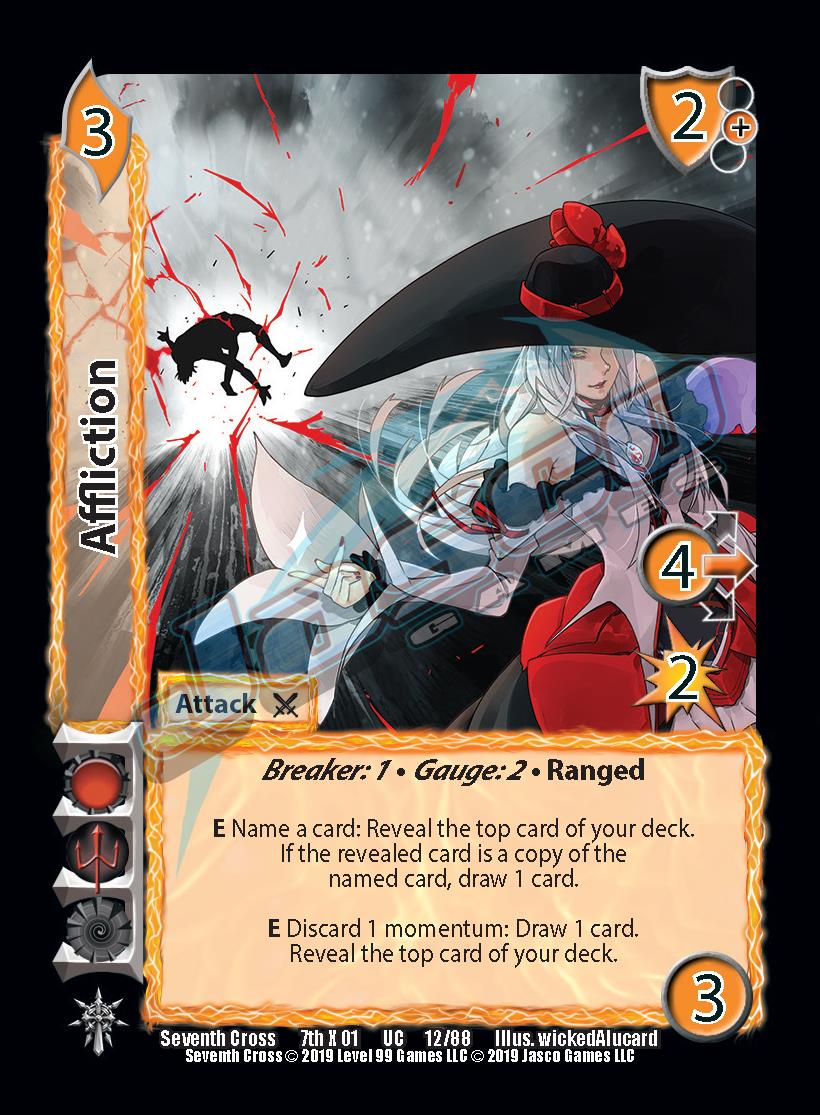 3
2
+
Affliction
4
2
Attack
Breaker: 1 • Gauge: 2 • Ranged
E Name a card: Reveal the top card of your deck.
If the revealed card is a copy of the
named card, draw 1 card.
E Discard 1 momentum: Draw 1 card.
Reveal the top card of your deck.
3
Seventh Cross 7th X 01 UC 12/88 Illus. wickedAlucard
Seventh Cross © 2019 Level 99 Games LLC © 2019 Jasco Games LLC